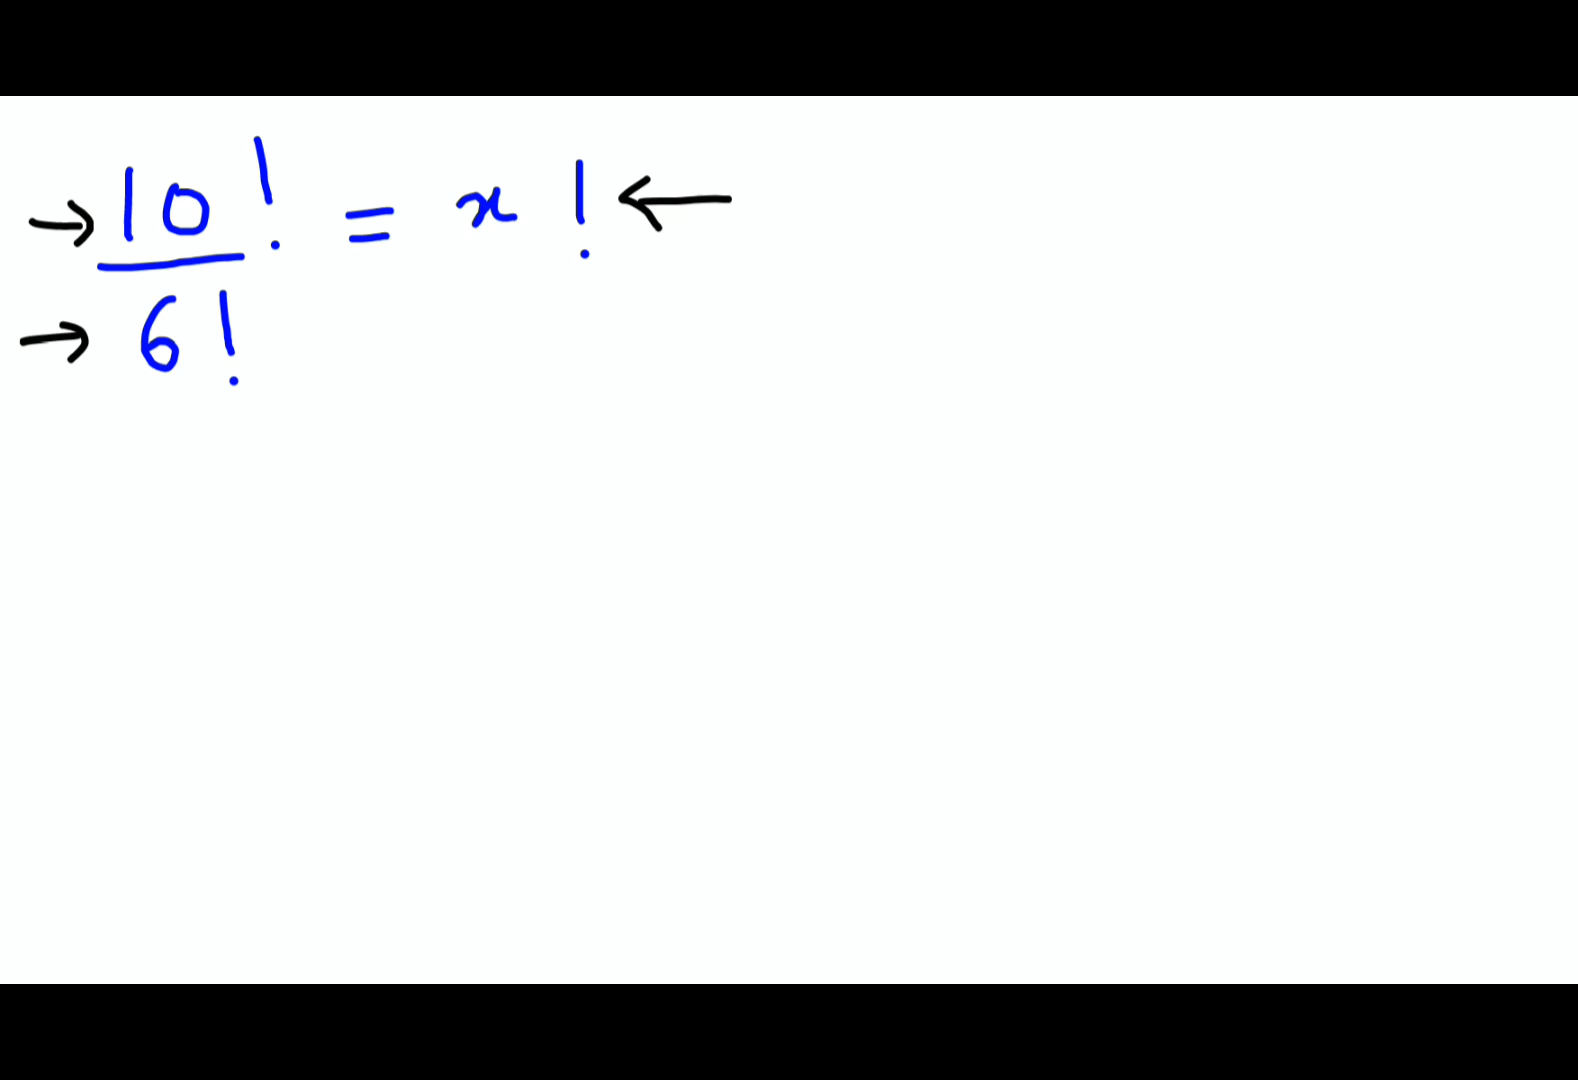 → 10! = x! ←
→ 6!